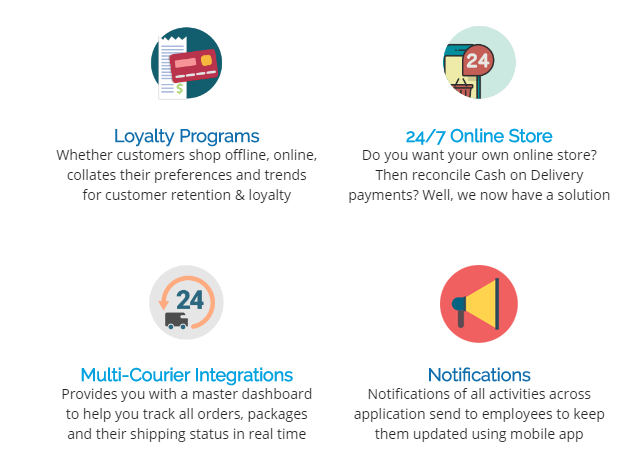 Loyalty Programs
Whether customers shop offline, online,
collates their preferences and trends
for customer retention & loyalty
24
24/7 Online Store
Do you want your own online store?
Then reconcile Cash on Delivery
payments? Well, we now have a solution
24
Multi-Courier Integrations
Provides you with a master dashboard
to help you track all orders, packages
and their shipping status in real time
Notifications
Notifications of all activities across
application send to employees to keep
them updated using mobile app